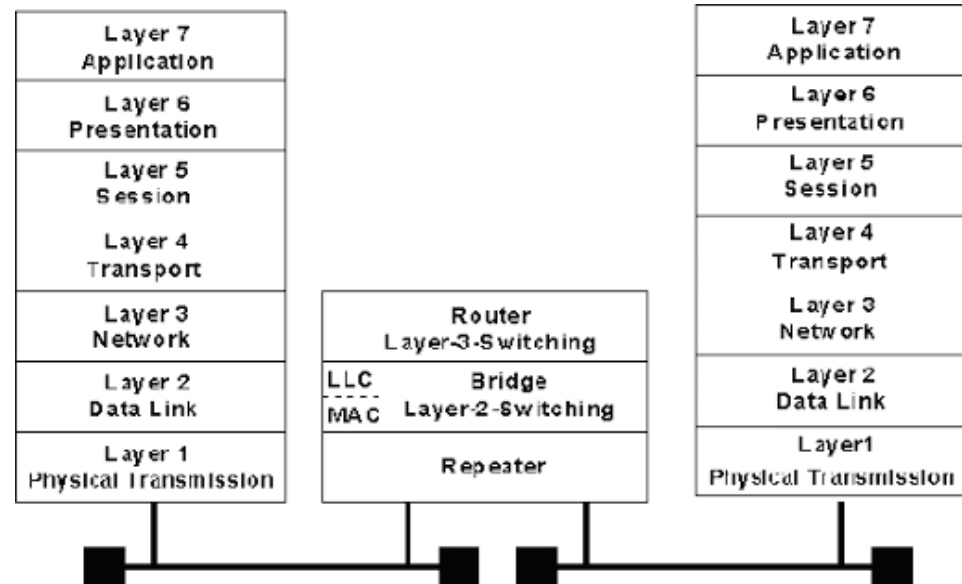 Layer 7
Application
Layer 6
Presentation
Layer 5
Session
Layer 4
Transport
Layer 3
Network
Layer 2
Data Link
Layer 1
Physical Transmission
Router
Layer-3-Switching
LLC
MAC
Bridge
Layer-2-Switching
Repeater
Layer 7
Application
Layer 6
Presentation
Layer 5
Session
Layer 4
Transport
Layer 3
Network
Layer 2
Data Link
Layer1
Physical Transmission